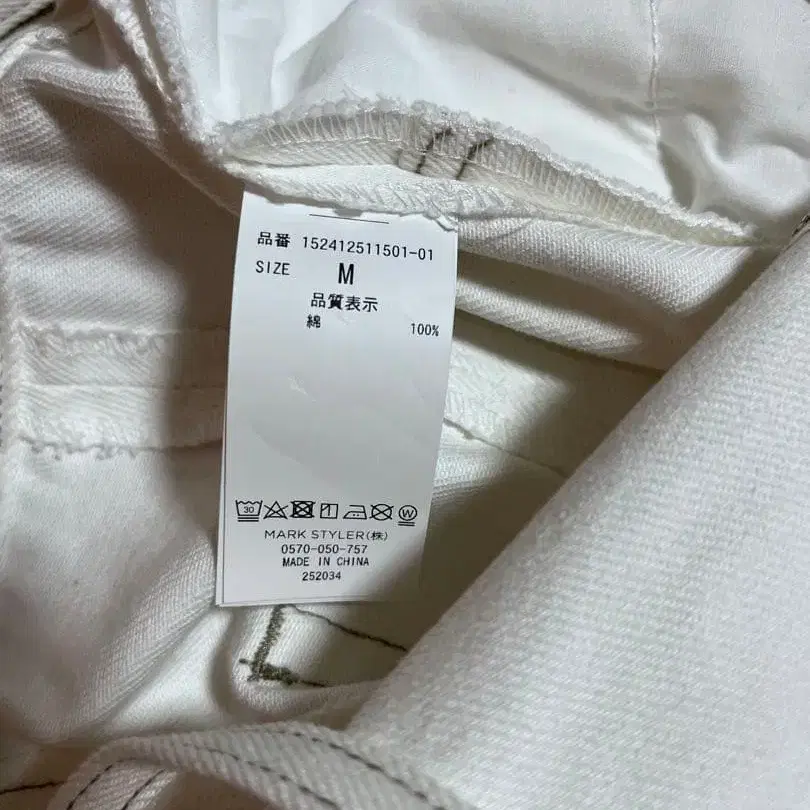 品番 152412511501-01
SIZE M
品質表示
綿 100%
30
W
MARK STYLER(株)
0570-050-757
MADE IN CHINA
252034